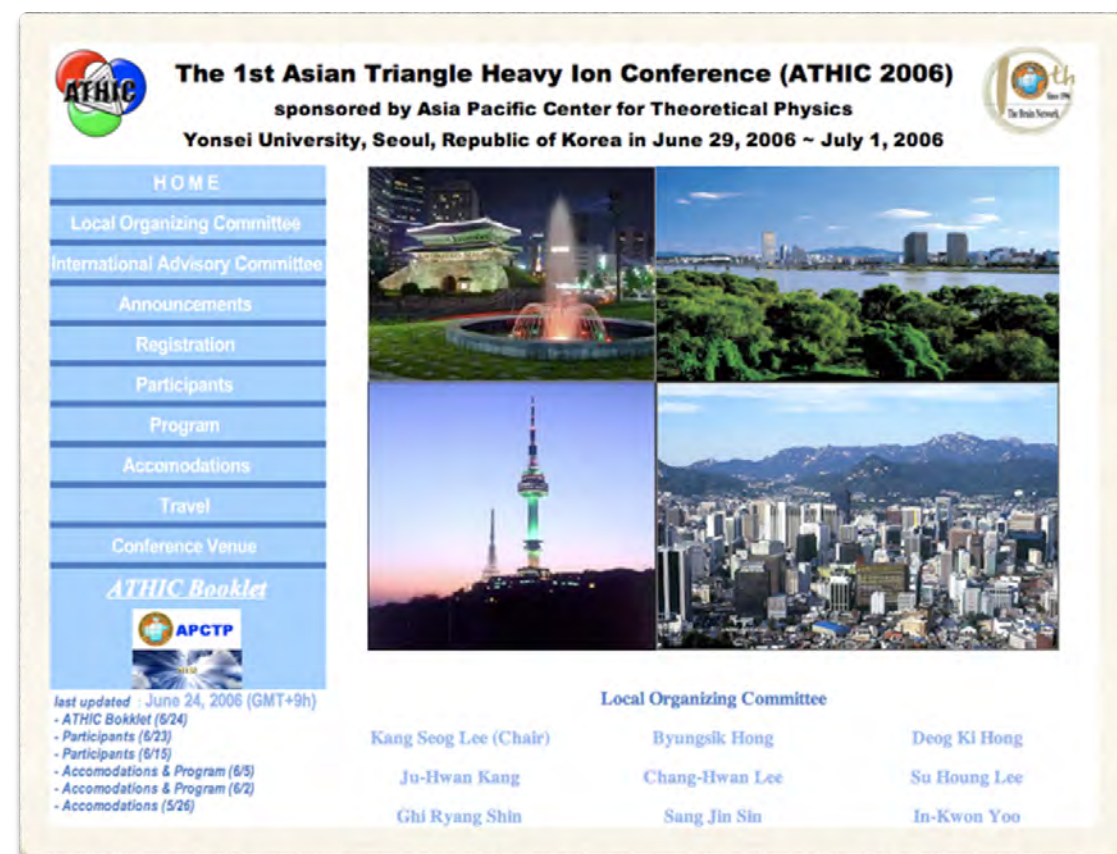 ATHIC
The 1st Asian Triangle Heavy Ion Conference (ATHIC 2006)
sponsored by Asia Pacific Center for Theoretical Physics
Yonsei University, Seoul, Republic of Korea in June 29, 2006 ~ July 1, 2006
10th
Since 1996
The Brain Network
H O M E
Local Organizing Committee
International Advisory Committee
Announcements
Registration
Participants
Program
Accomodations
Travel
Conference Venue
ATHIC Booklet
APCTP
last updated : June 24, 2006 (GMT+9h)
- ATHIC Bokklet (6/24)
- Participants (6/23)
- Participants (6/15)
- Accomodations & Program (6/5)
- Accomodations & Program (6/2)
- Accomodations (5/26)
Local Organizing Committee
Kang Seog Lee (Chair) Byungsik Hong Deog Ki Hong
Ju-Hwan Kang Chang-Hwan Lee Su Houng Lee
Ghi Ryang Shin Sang Jin Sin In-Kwon Yoo